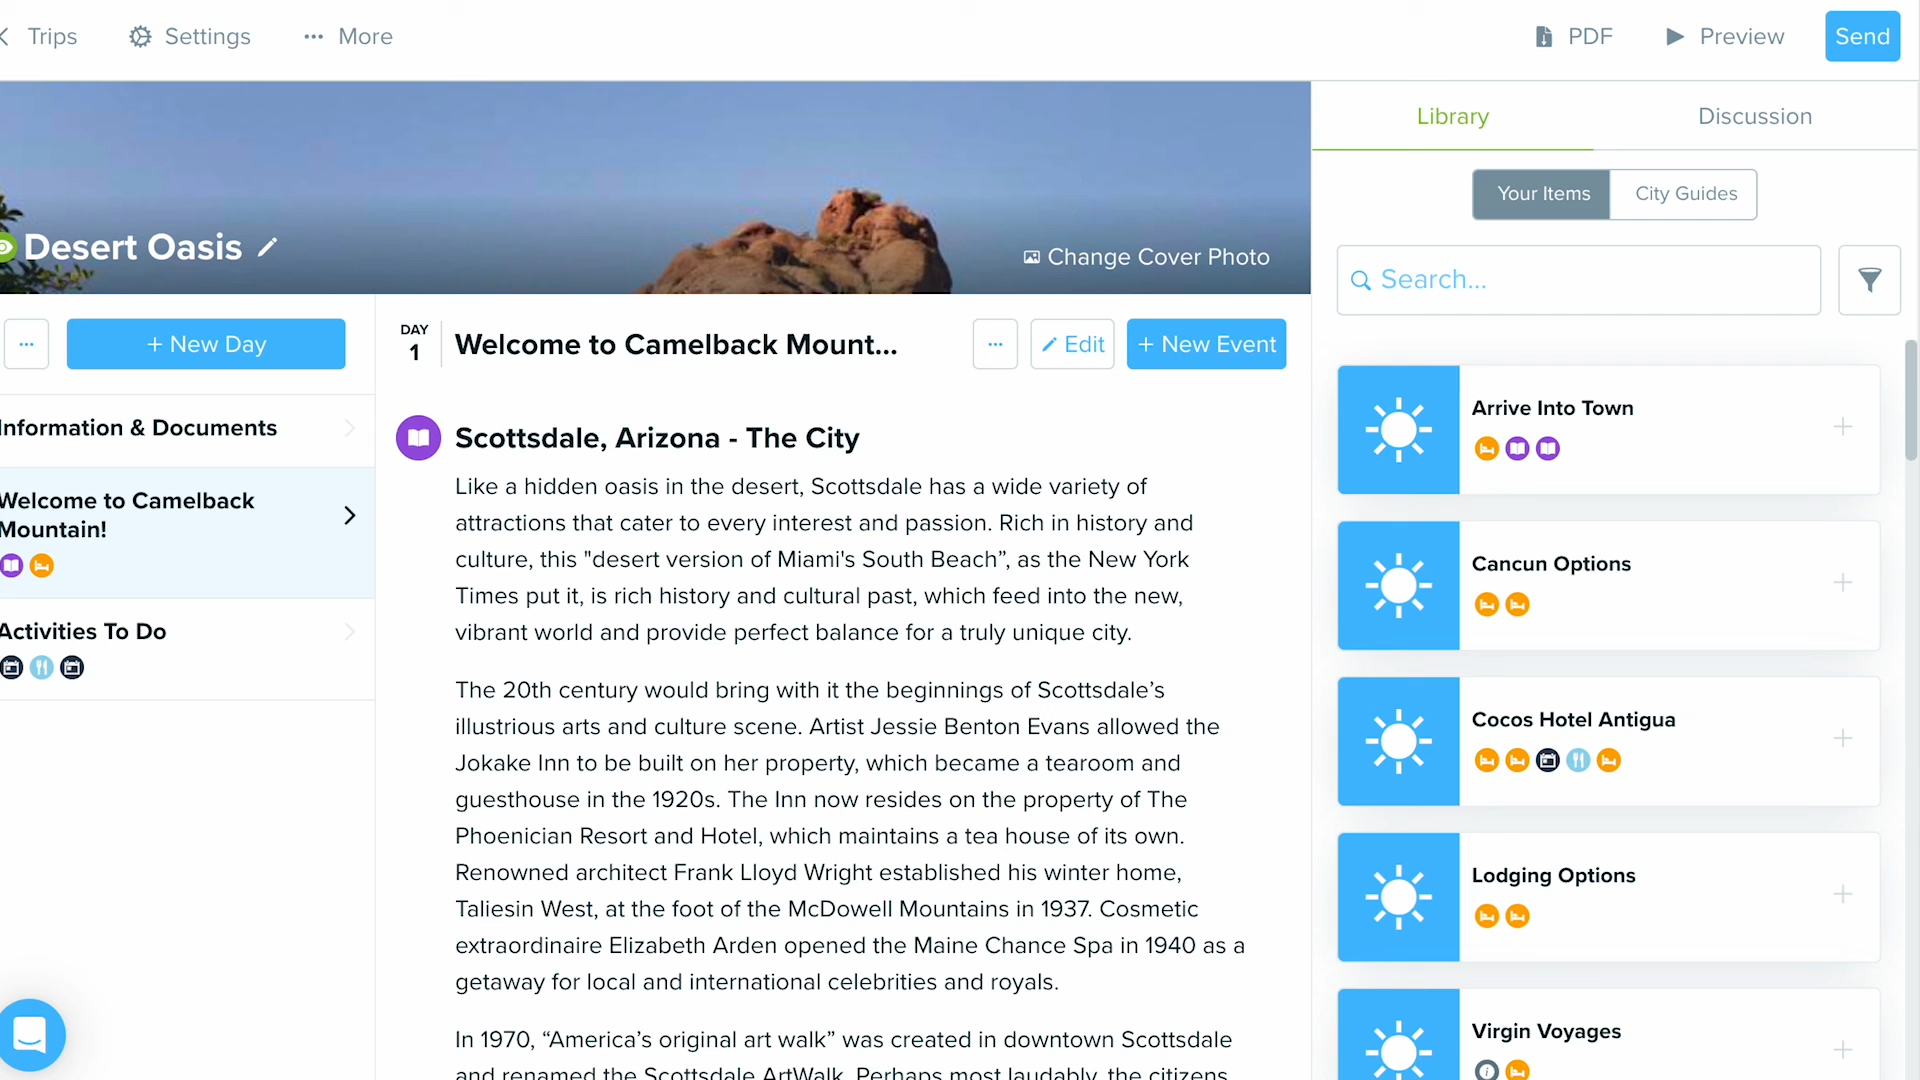 Trips
Settings
More
PDF
Preview
Send
Desert Oasis
Change Cover Photo
Library
Discussion
Your Items
City Guides
Search...
+ New Day
Information & Documents
Welcome to Camelback
Mountain!
Activities To Do
DAY
1
Welcome to Camelback Mount...
Edit
+ New Event
Scottsdale, Arizona - The City
Like a hidden oasis in the desert, Scottsdale has a wide variety of
attractions that cater to every interest and passion. Rich in history and
culture, this "desert version of Miami's South Beach”, as the New York
Times put it, is rich history and cultural past, which feed into the new,
vibrant world and provide perfect balance for a truly unique city.
The 20th century would bring with it the beginnings of Scottsdale’s
illustrious arts and culture scene. Artist Jessie Benton Evans allowed the
Jokake Inn to be built on her property, which became a tearoom and
guesthouse in the 1920s. The Inn now resides on the property of The
Phoenician Resort and Hotel, which maintains a tea house of its own.
Renowned architect Frank Lloyd Wright established his winter home,
Taliesin West, at the foot of the McDowell Mountains in 1937. Cosmetic
extraordinaire Elizabeth Arden opened the Maine Chance Spa in 1940 as a
getaway for local and international celebrities and royals.
In 1970, “America’s original art walk” was created in downtown Scottsdale
and renamed the Scottsdale ArtWalk. Perhaps most laudably, the citizens
Arrive Into Town
Cancun Options
Cocos Hotel Antigua
Lodging Options
Virgin Voyages